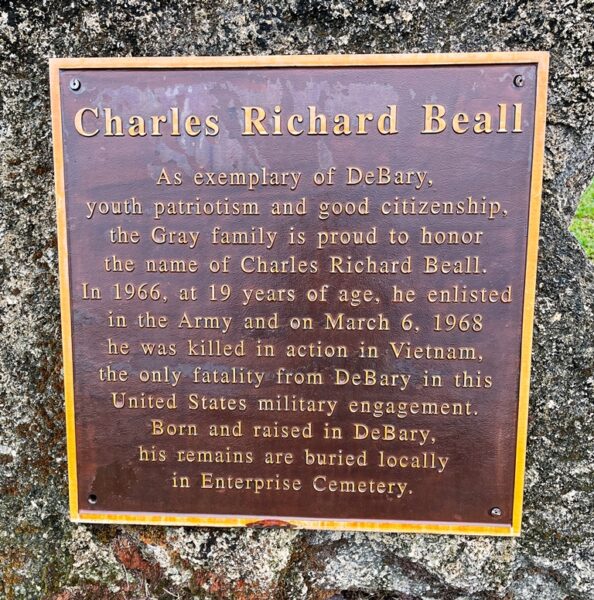 Charles Richard Beall
As exemplary of DeBary,
youth patriotism and good citizenship,
the Gray family is proud to honor
the name of Charles Richard Beall.
In 1966, at 19 years of age, he enlisted
in the Army and on March 6, 1968
he was killed in action in Vietnam,
the only fatality from DeBary in this
United States military engagement.
Born and raised in DeBary,
his remains are buried locally
in Enterprise Cemetery.